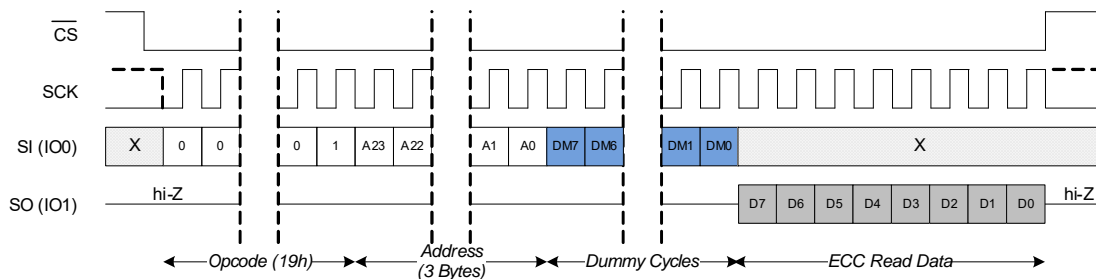 CS
SCK
SI (IO0) X 0 0 0 1 A23 A22 A1 A0 DM7 DM6 DM1 DM0 X
hi-Z hi-Z
SO (IO1) D7 D6 D5 D4 D3 D2 D1 D0
Opcode (19h) Address Dummy Cycles ECC Read Data
(3 Bytes)